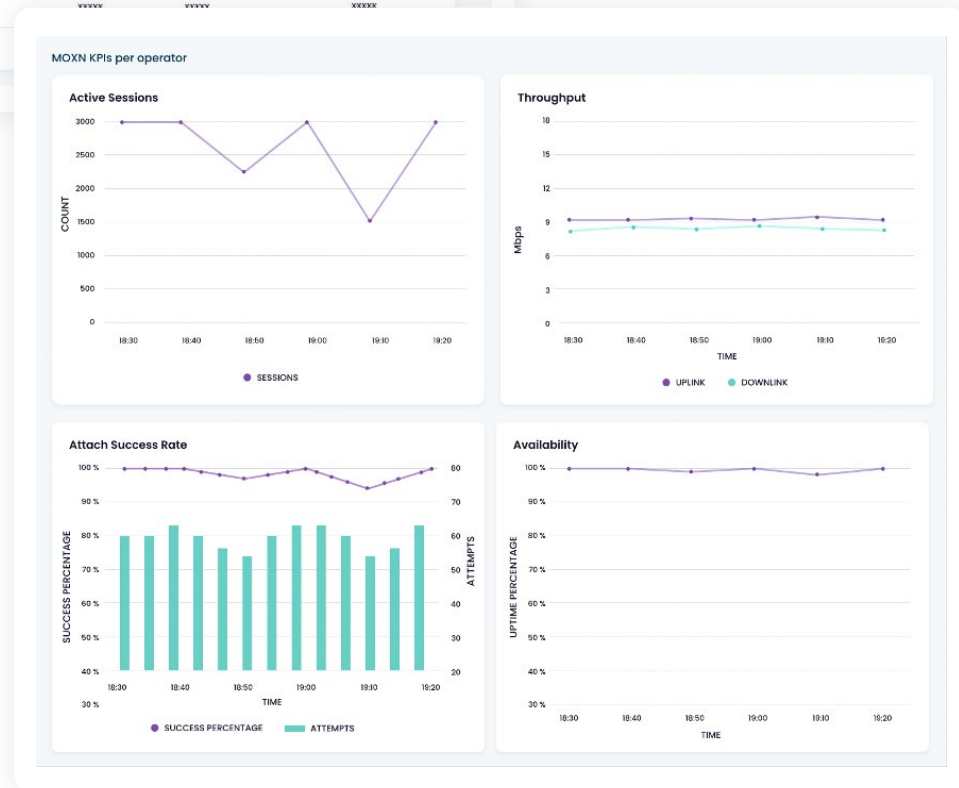 xxxxx xxxxx xxxxx
MOXN KPIs per operator
Active Sessions
3000
2500
2000
1500
1000
500
0
COUNT
18:30 18:40 18:50 19:00 19:10 19:20
SESSIONS
Throughput
18
15
12
9
6
3
0
Mbps
18:30 18:40 18:50 19:00 19:10 19:20
TIME
UPLINK DOWNLINK
Attach Success Rate
100 %
90 %
80 %
70 %
60 %
50 %
40 %
30 %
SUCCESS PERCENTAGE
80
70
60
50
40
30
20
ATTEMPTS
18:30 18:40 18:50 19:00 19:10 19:20
TIME
SUCCESS PERCENTAGE ATTEMPTS
Availability
100 %
90 %
80 %
70 %
60 %
50 %
40 %
30 %
UPTIME PERCENTAGE
18:30 18:40 18:50 19:00 19:10 19:20
TIME